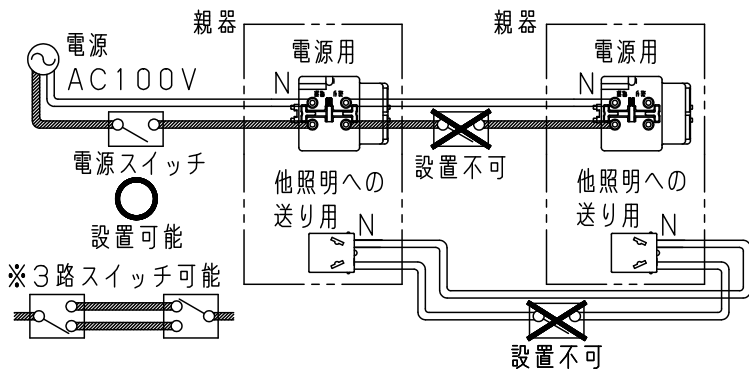 親器
親器
電源
AC100V
電源用
N
電源用
N
電源スイッチ
設置可能
設置不可
他照明への
送り用
N
他照明への
送り用
N
※3路スイッチ可能
設置不可